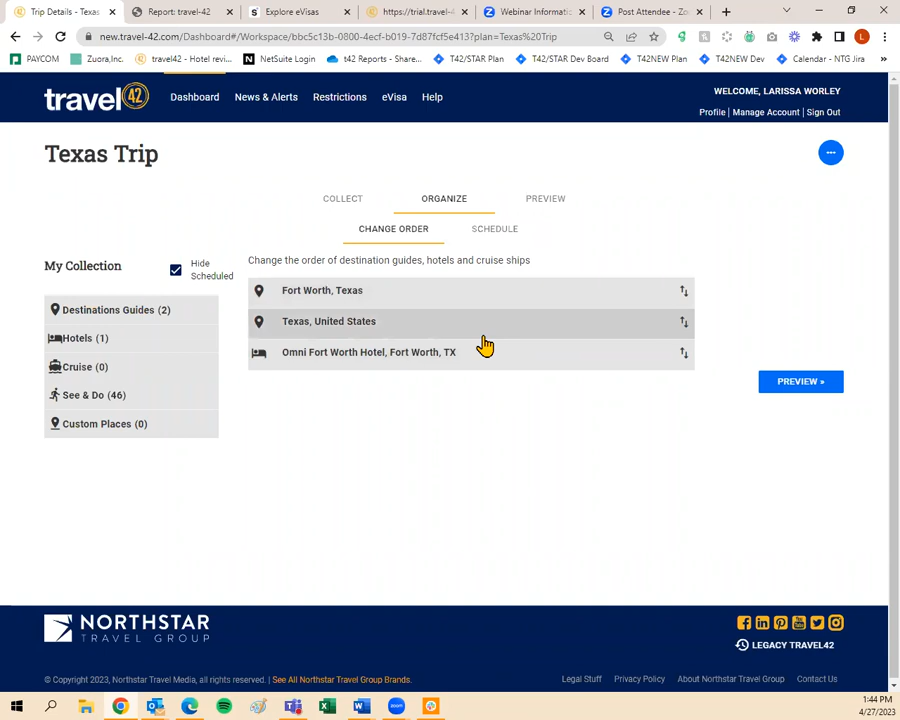 Trip Details - Texas
Report: travel-42
Explore eVisas
https://trial.travel-4
Webinar Informatic
Post Attendee - Zo
new.travel-42.com/Dashboard#/Workspace/bbc5c13b-0800-4ecf-b019-7d87fcf5e413?plan=Texas%20Trip
PAYCOM
Zuora,Inc.
travel42 - Hotel revi...
NetSuite Login
t42 Reports - Share...
T42/STAR Plan
T42/STAR Dev Board
T42NEW Plan
T42NEW Dev
Calendar - NTG Jira
travel42
Dashboard
News & Alerts
Restrictions
eVisa
Help
WELCOME, LARISSA WORLEY
Profile | Manage Account | Sign Out
Texas Trip
COLLECT
ORGANIZE
PREVIEW
CHANGE ORDER
SCHEDULE
My Collection
Hide
Scheduled
Destinations Guides (2)
Hotels (1)
Cruise (0)
See & Do (46)
Custom Places (0)
Change the order of destination guides, hotels and cruise ships
Fort Worth, Texas
Texas, United States
Omni Fort Worth Hotel, Fort Worth, TX
PREVIEW »
NORTHSTAR
TRAVEL GROUP
LEGACY TRAVEL42
© Copyright 2023, Northstar Travel Media, all rights reserved. | See All Northstar Travel Group Brands.
Legal Stuff
Privacy Policy
About Northstar Travel Group
Contact Us
1:44 PM
4/27/2023